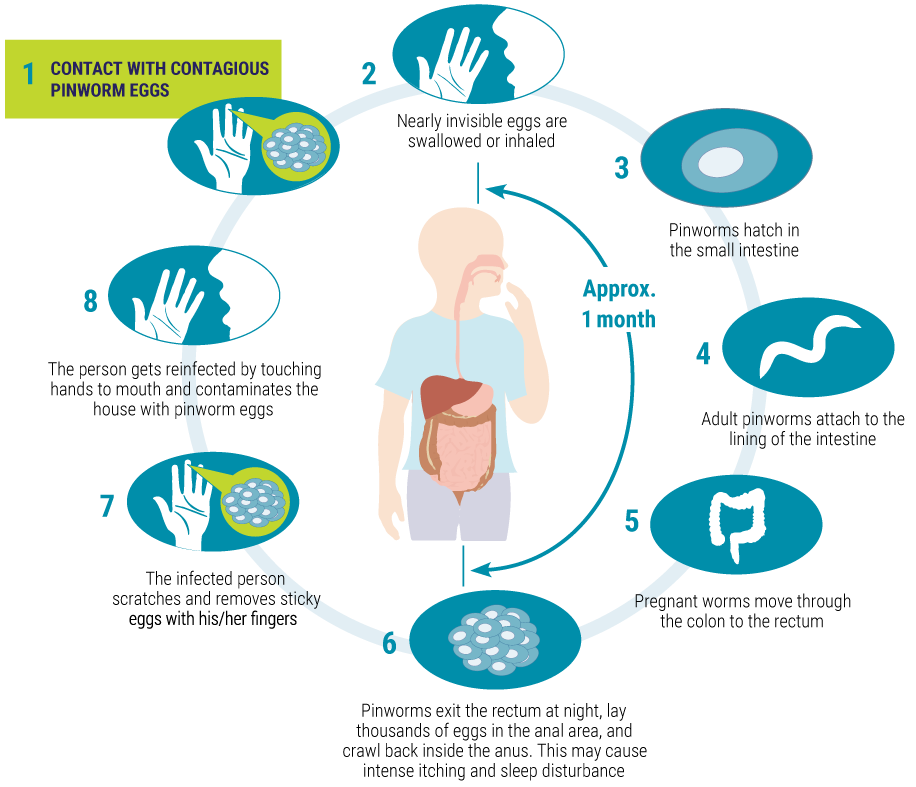 1 CONTACT WITH CONTAGIOUS
PINWORM EGGS
2
Nearly invisible eggs are
swallowed or inhaled
3
Pinworms hatch in
the small intestine
Approx.
1 month
4
Adult pinworms attach to the
lining of the intestine
5
Pregnant worms move through
the colon to the rectum
6
Pinworms exit the rectum at night, lay
thousands of eggs in the anal area, and
crawl back inside the anus. This may cause
intense itching and sleep disturbance
7
The infected person
scratches and removes sticky
eggs with his/her fingers
8
The person gets reinfected by touching
hands to mouth and contaminates the
house with pinworm eggs